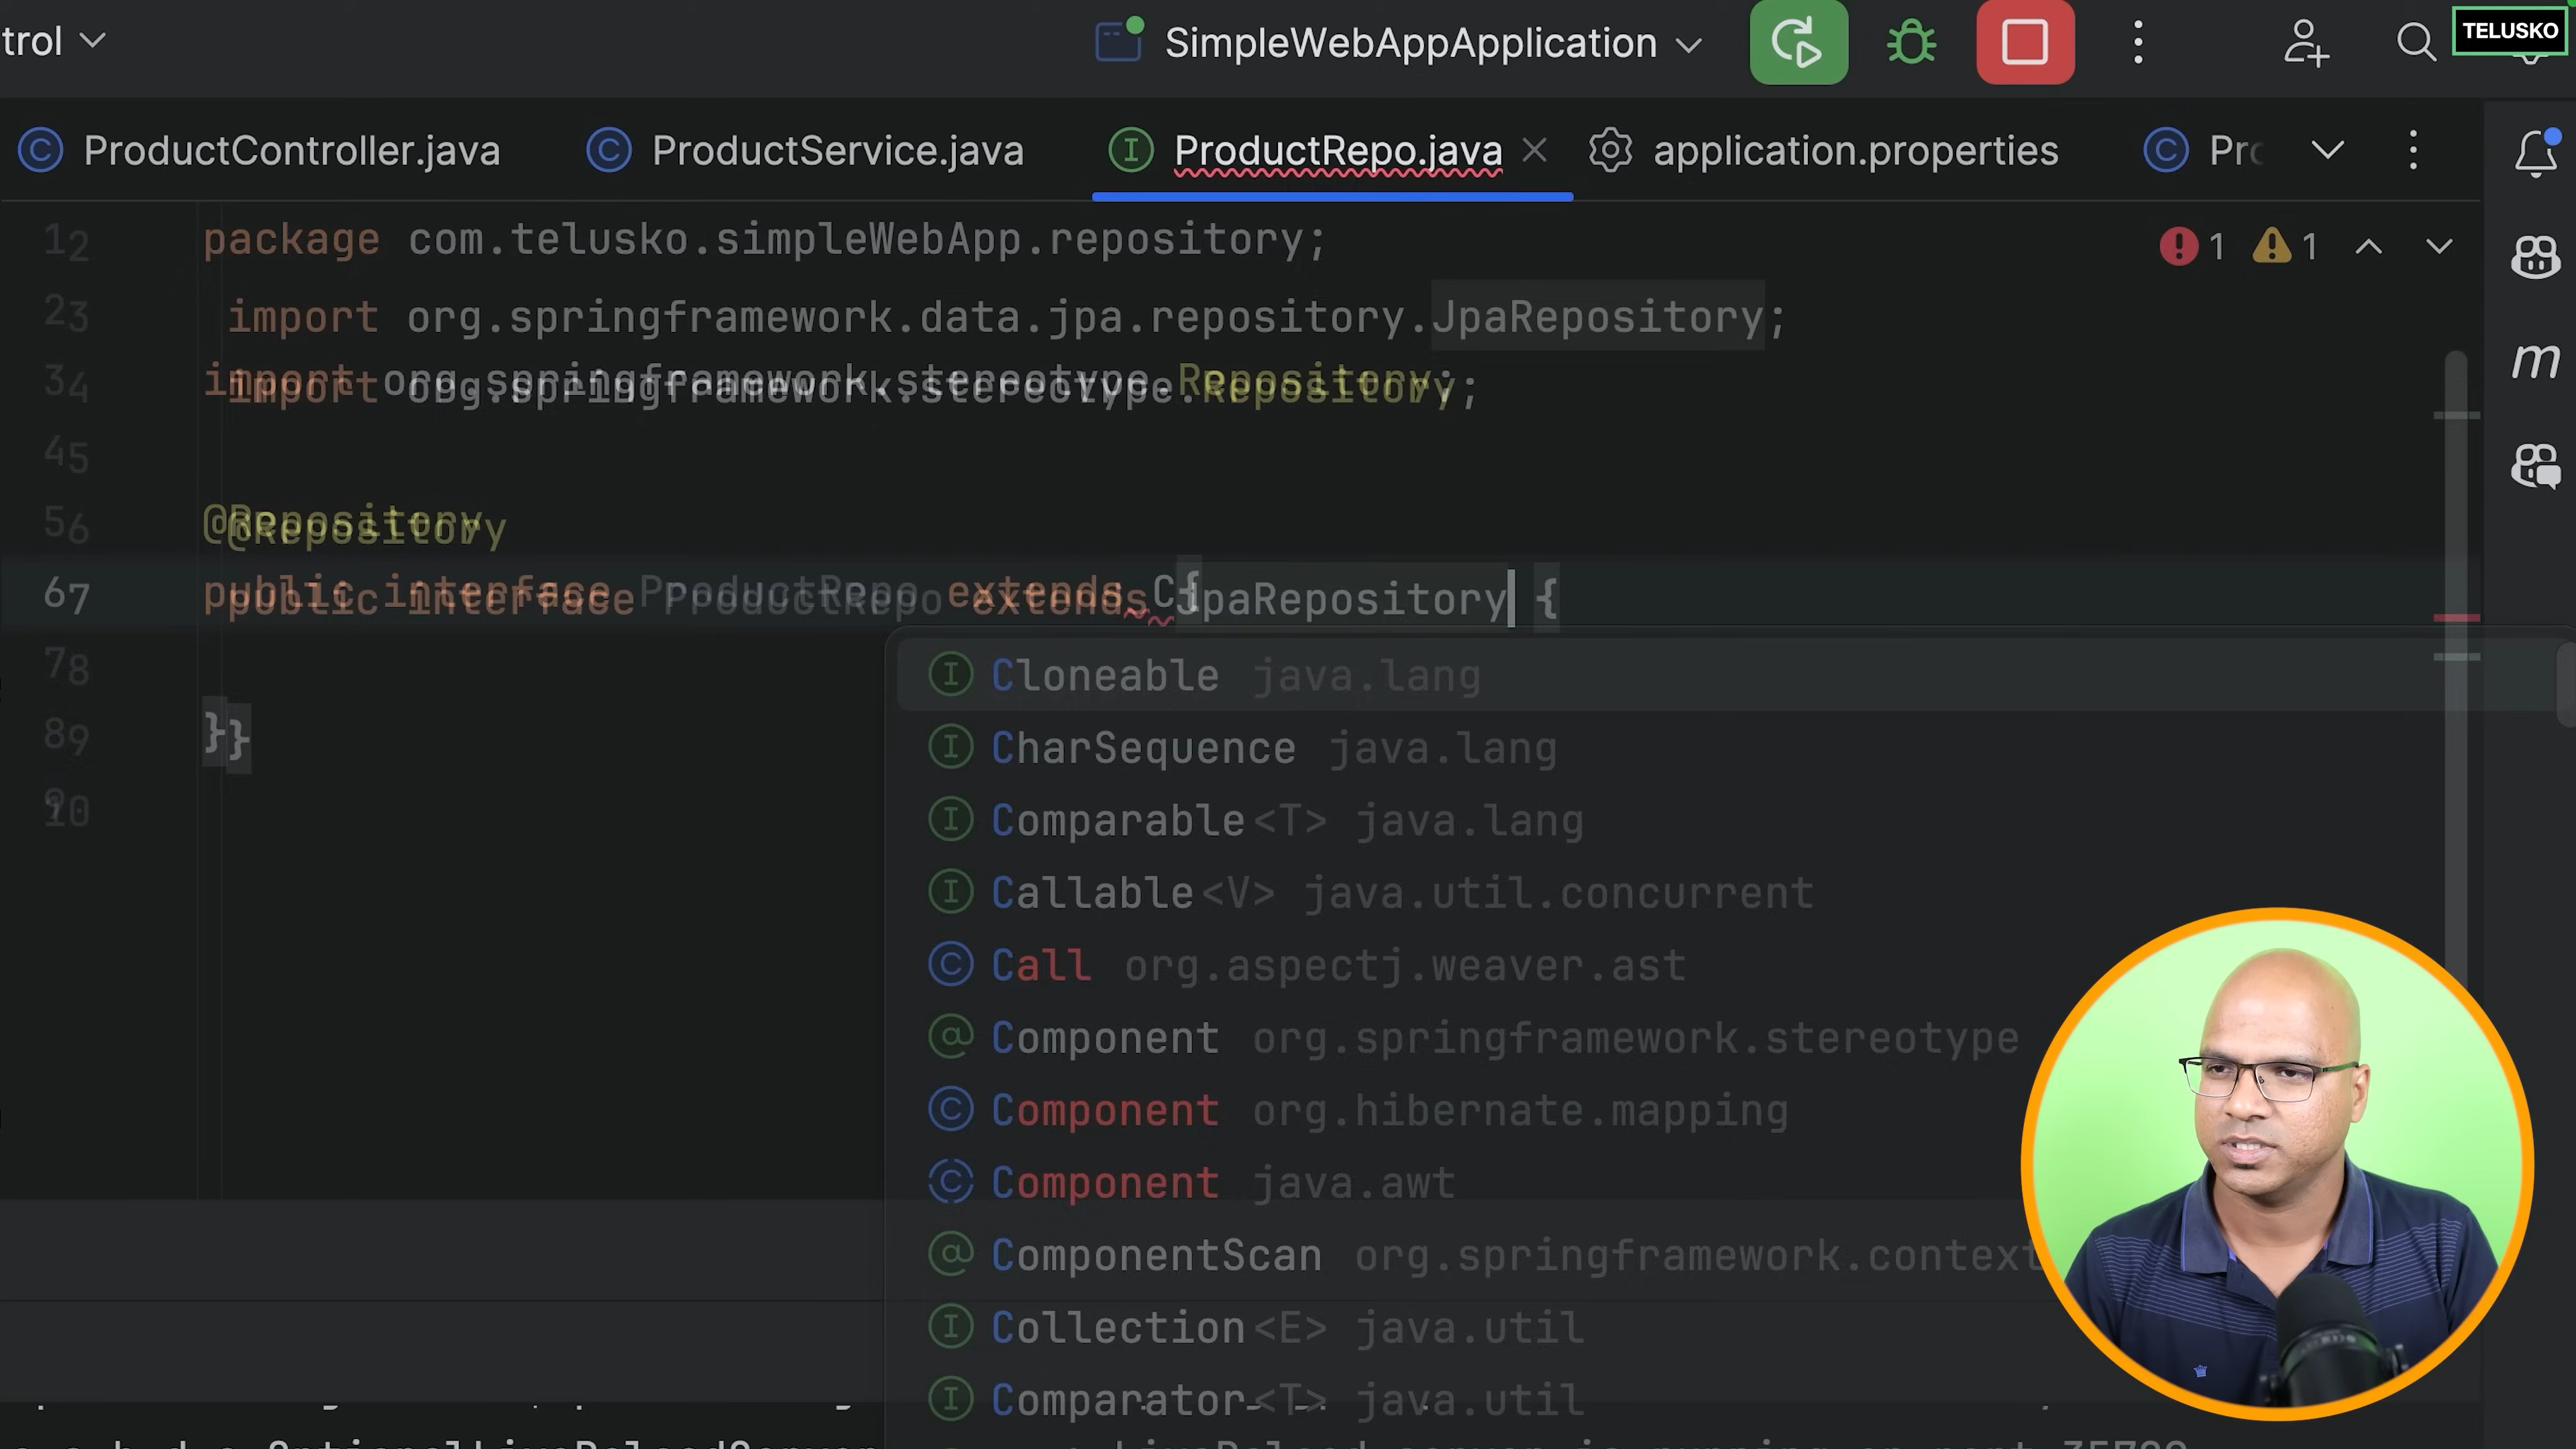 trol
SimpleWebAppApplication
TELUSKO
ProductController.java
ProductService.java
ProductRepo.java
application.properties
package com.telusko.simpleWebApp.repository;
1 1
import org.springframework.data.jpa.repository.JpaRepository;
import org.springframework.stereotype.Repository;
@Repository
public interface ProductRepo extends JpaRepository {
Cloneable java.lang
CharSequence java.lang
Comparable<T> java.lang
}
Callable<V> java.util.concurrent
Call org.aspectj.weaver.ast
Component org.springframework.stereotype
Component org.hibernate.mapping
Component java.awt
ComponentScan org.springframework.context
Collection<E> java.util
Comparator<T> java.util